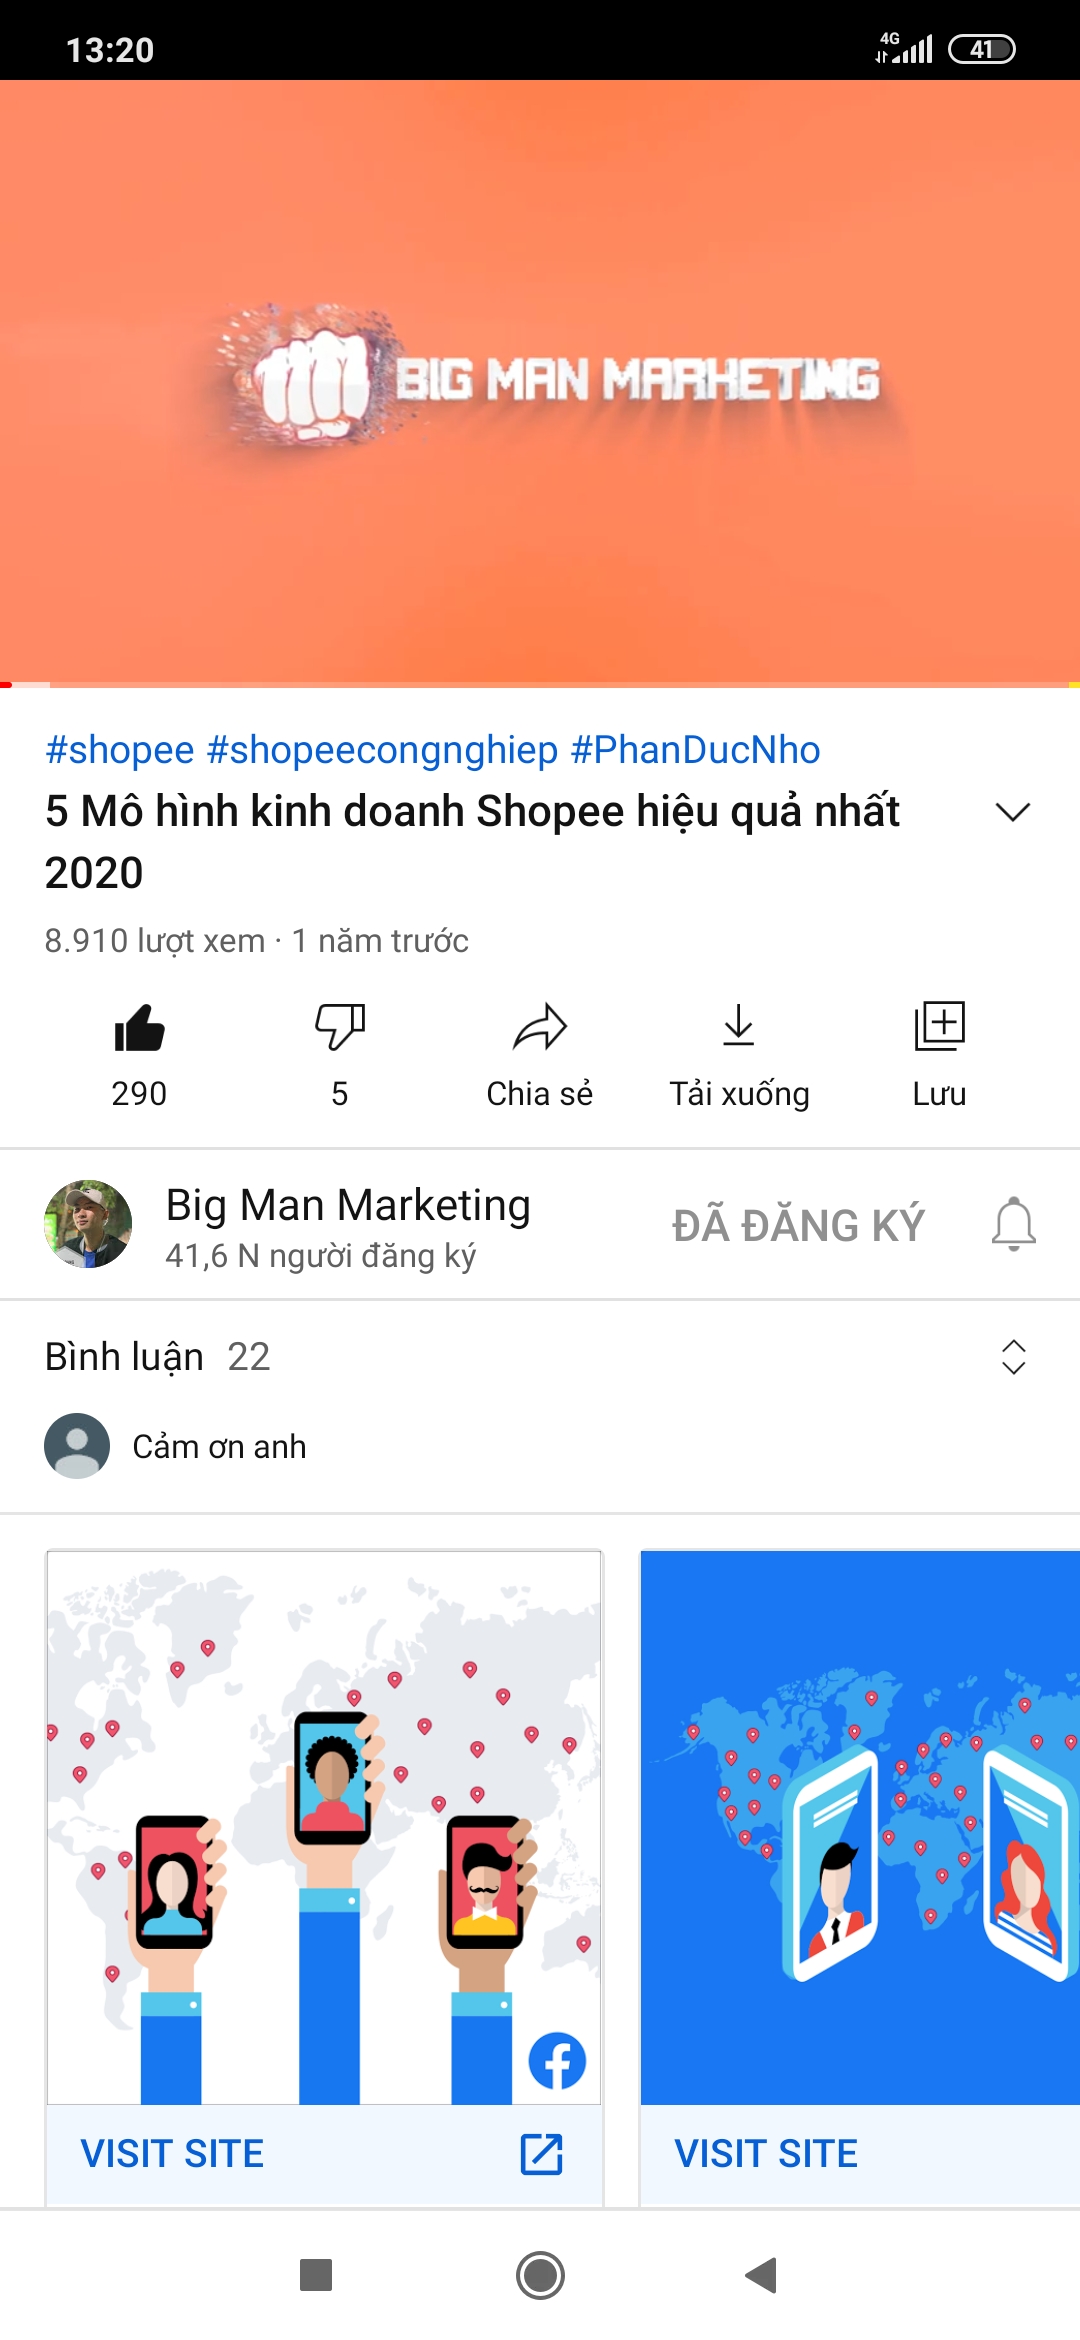 13:20
4G
41
BIG MAN MARKETING
#shopee #shopeecongnghiep #PhanDucNho
5 Mô hình kinh doanh Shopee hiệu quả nhất
2020
8.910 lượt xem · 1 năm trước
290
5
Chia sẻ
Tải xuống
Lưu
Big Man Marketing
41,6 N người đăng ký
ĐÃ ĐĂNG KÝ
Bình luận 22
Cảm ơn anh
VISIT SITE
VISIT SITE